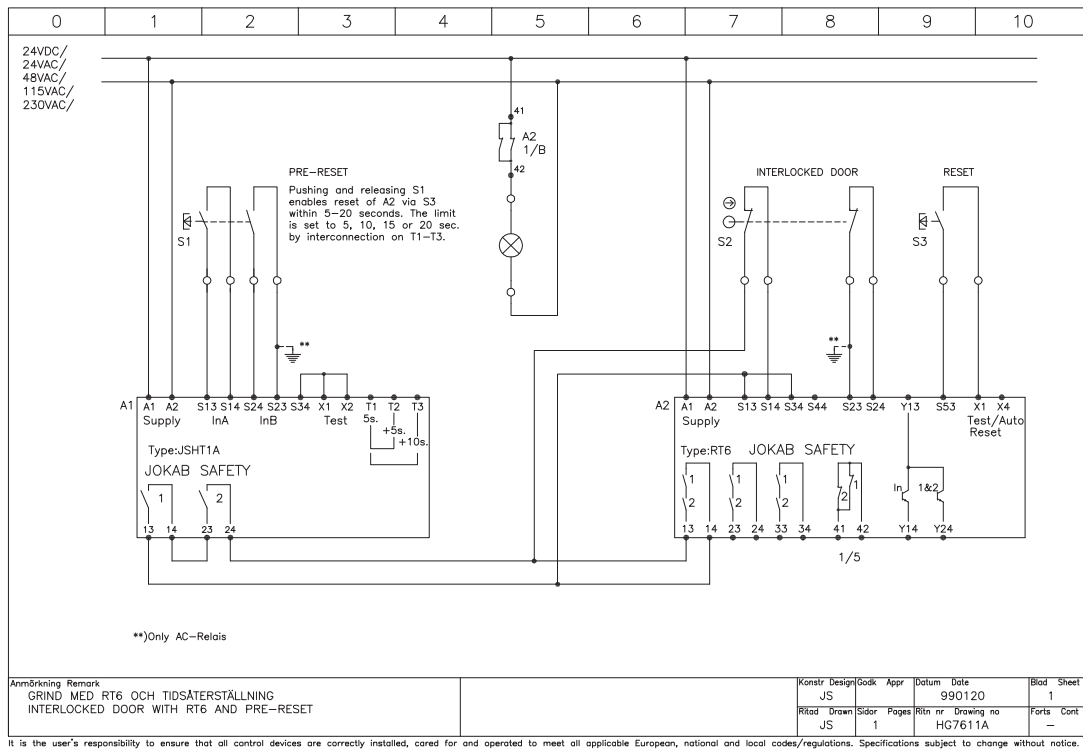 0 1 2 3 4 5 6 7 8 9 10
24VDC/
24VAC/
48VAC/
115VAC/
230VAC/
41
A2
1/B
42
PRE-RESET
Pushing and releasing S1
enables reset of A2 via S3
within 5-20 seconds. The limit
is set to 5, 10, 15 or 20 sec.
by interconnection on T1-T3.
S1
INTERLOCKED DOOR
RESET
S2
S3
**
**
A1
A1 A2 S13 S14 S24 S23 S34 X1 X2 T1 T2 T3
Supply InA InB Test 5s.
+5s.
+10s.
Type:JSHT1A
JOKAB SAFETY
1 2
13 14 23 24
A2
A1 A2 S13 S14 S34 S44 S23 S24 Y13 S53 X1 X4
Supply Test/Auto
Reset
Type:RT6 JOKAB SAFETY
1 1 1 1
2 2 2 2
In 1&2
13 14 23 24 33 34 41 42 Y14 Y24
1/5
**)Only AC-Relais
Anmörkning Remark
GRIND MED RT6 OCH TIDSÅTERSTÄLLNING
INTERLOCKED DOOR WITH RT6 AND PRE-RESET
Konstr Design Godk Appr Datum Date Blad Sheet
JS 990120 1
Ritad Drawn Sidor Pages Ritn nr Drawing no Forts Cont
JS 1 HG7611A -
It is the user's responsibility to ensure that all control devices are correctly installed, cared for and operated to meet all applicable European, national and local codes/regulations. Specifications subject to change without notice.